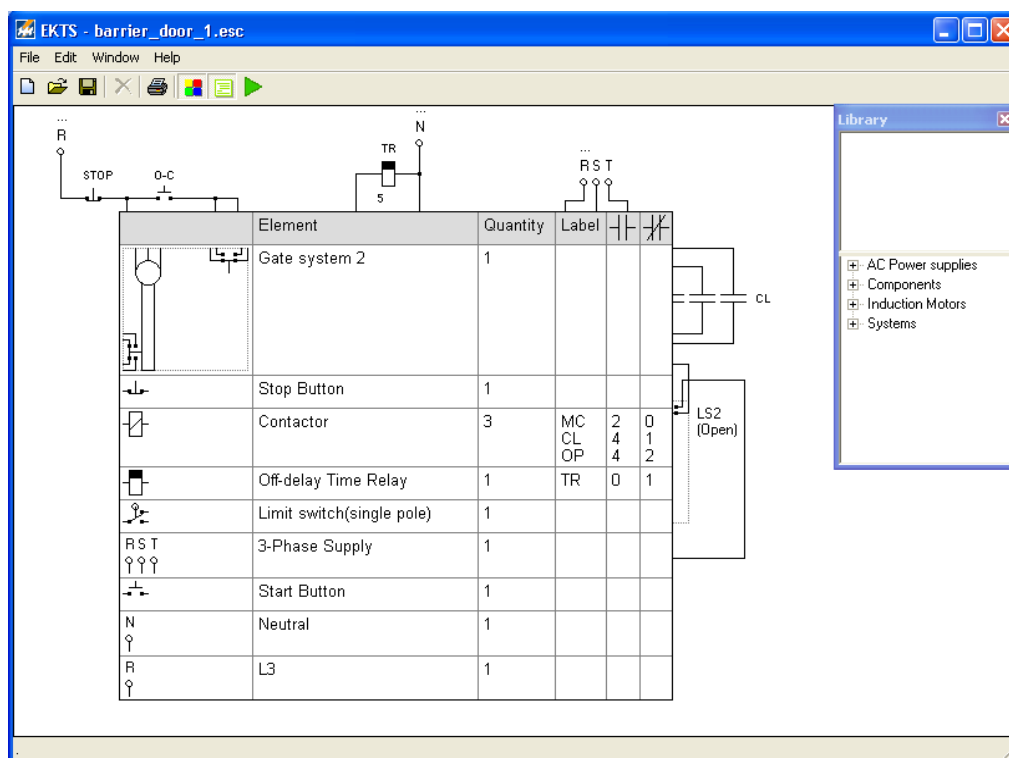 EKTS - barrier_door_1.esc
File Edit Window Help
...
R
STOP
O-C
TR
5
...
N
...
R S T
Element Quantity Label
Gate system 2 1
Stop Button 1
Contactor 3 MC 2 0
CL 4 1
OP 4 2
Off-delay Time Relay 1 TR 0 1
Limit switch(single pole) 1
R S T 3-Phase Supply 1
Start Button 1
N Neutral 1
R L3 1
CL
LS2
(Open)
Library
AC Power supplies
Components
Induction Motors
Systems
.